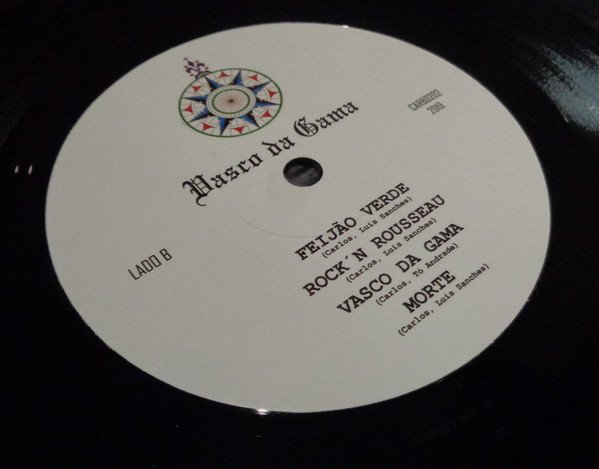 Vasco da Gama
CARB0202
2019
LADO B
FEIJÃO VERDE
(Carlos, Luis Sanches)
ROCK´N ROUSSEAU
(Carlos, Luis Sanches)
VASCO DA GAMA
(Carlos, Tó Andrade)
MORTE
(Carlos, Luis Sanches)